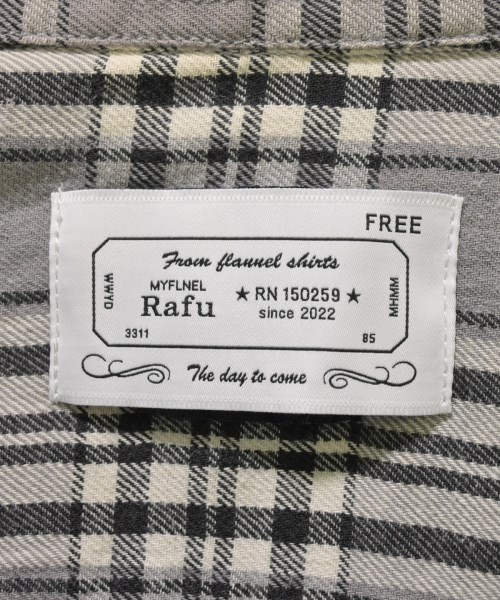 FREE
From flannel shirts
WWYD
MYFLNEL
Rafu
★ RN 150259 ★
since 2022
MHMM
3311
85
The day to come